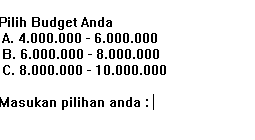 Pilih Budget Anda
A. 4.000.000 - 6.000.000
B. 6.000.000 - 8.000.000
C. 8.000.000 - 10.000.000
Masukan pilihan anda :